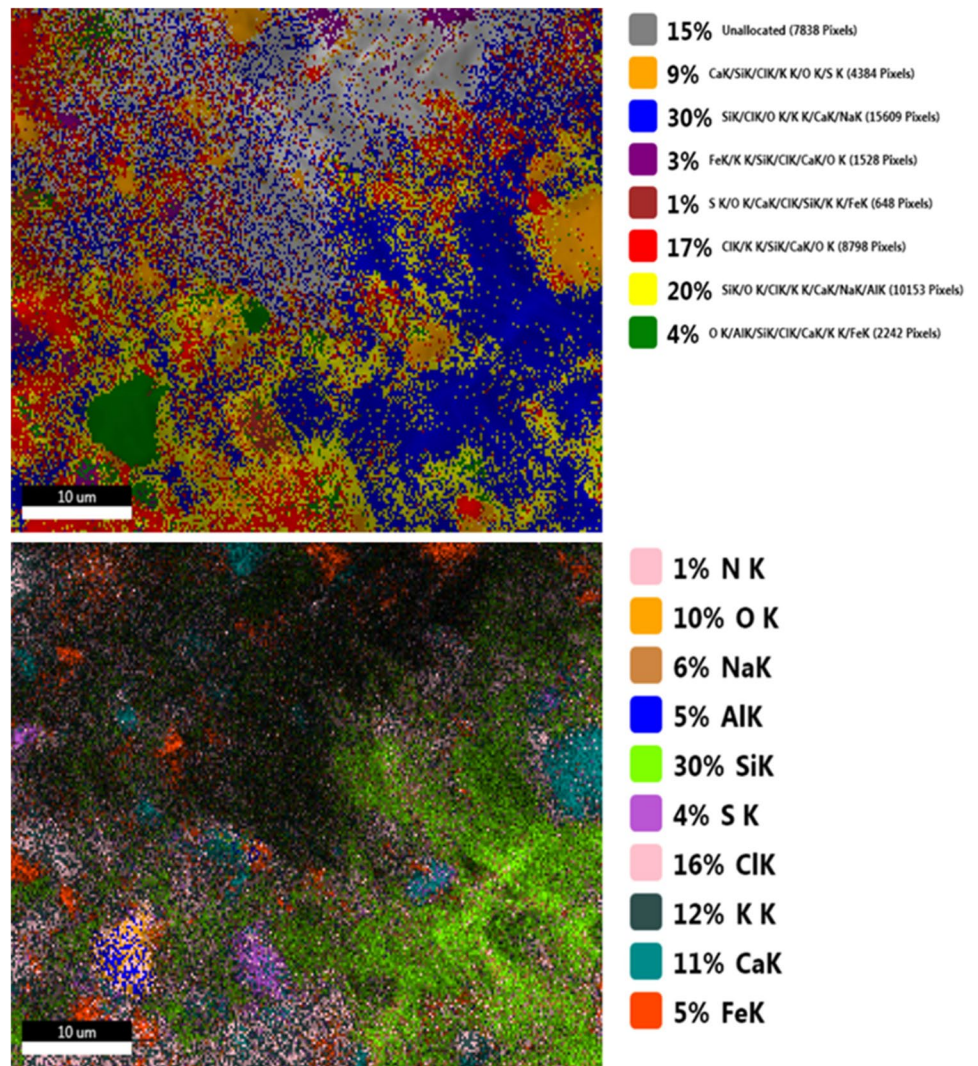 15% Unallocated (7838 Pixels)
9% CaK/SiK/ClK/K K/O K/S K (4384 Pixels)
30% SiK/ClK/O K/K K/CaK/NaK (15609 Pixels)
3% FeK/K K/SiK/ClK/CaK/O K (1528 Pixels)
1% S K/O K/CaK/ClK/SiK/K K/FeK (648 Pixels)
17% ClK/K K/SiK/CaK/O K (8798 Pixels)
20% SiK/O K/ClK/K K/CaK/NaK/AlK (10153 Pixels)
4% O K/AlK/SiK/ClK/CaK/K K/FeK (2242 Pixels)
10 um
1% N K
10% O K
6% NaK
5% AlK
30% SiK
4% S K
16% ClK
12% K K
11% CaK
5% FeK
10 um